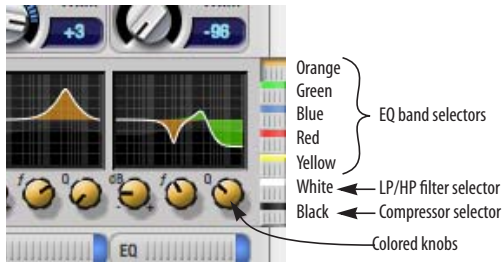 +3
-96
Orange
Green
Blue EQ band selectors
Red
Yellow
f Q dB f Q
- + - +
White LP/HP filter selector
Black Compressor selector
Colored knobs
EQ